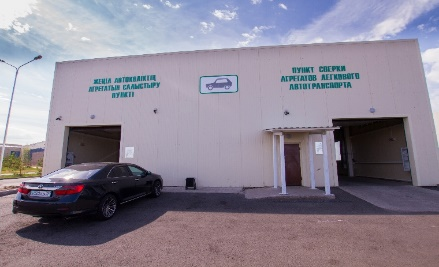 ЖЕҢІЛ АВТОКӨЛІКТІҢ
АГРЕГАТЫН САЛЫСТЫРУ
ПУНКТІ
ПУНКТ СВЕРКИ
АГРЕГАТОВ ЛЕГКОВОГО
АВТОТРАНСПОРТА